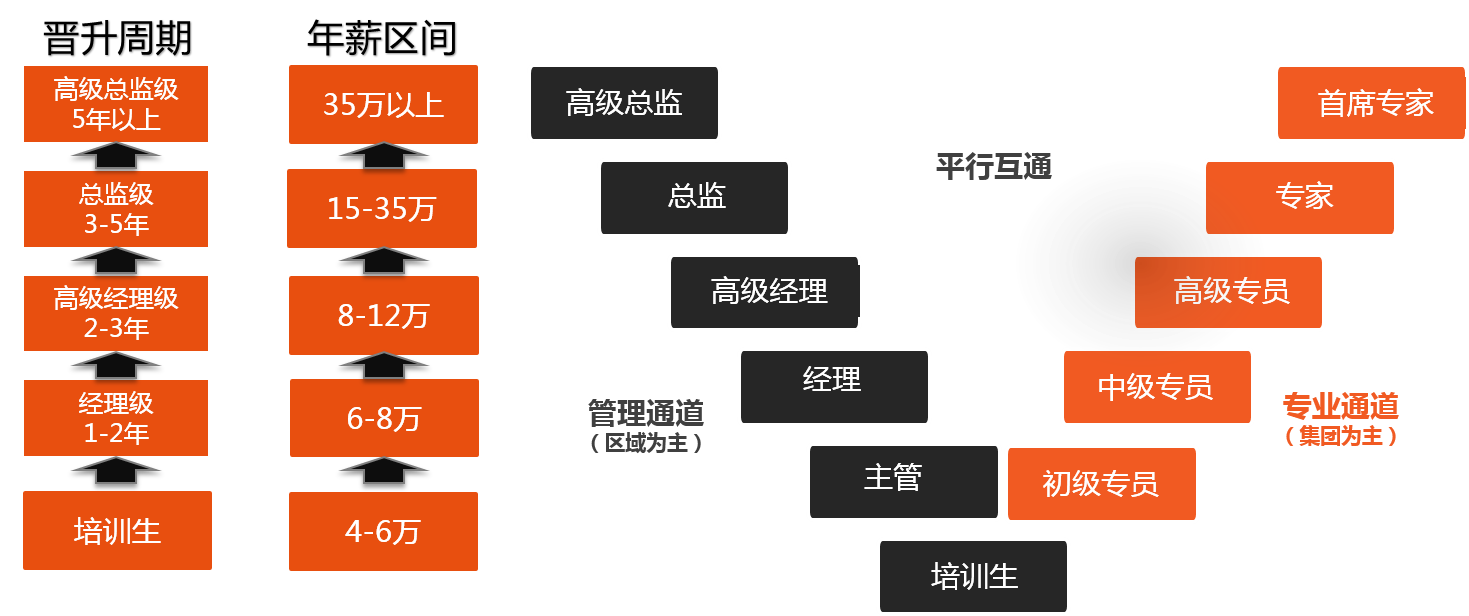 晋升周期
高级总监级
5年以上
总监级
3-5年
高级经理级
2-3年
经理级
1-2年
培训生
年薪区间
35万以上
15-35万
8-12万
6-8万
4-6万
高级总监
总监
高级经理
经理
主管
培训生
管理通道
（区域为主）
平行互通
首席专家
专家
高级专员
中级专员
初级专员
专业通道
（集团为主）